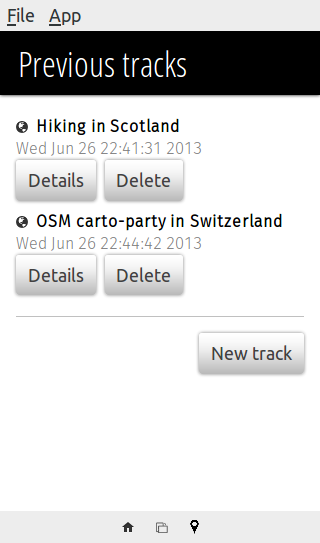 File App
Previous tracks
Hiking in Scotland
Wed Jun 26 22:41:31 2013
Details Delete
OSM carto-party in Switzerland
Wed Jun 26 22:44:42 2013
Details Delete
New track